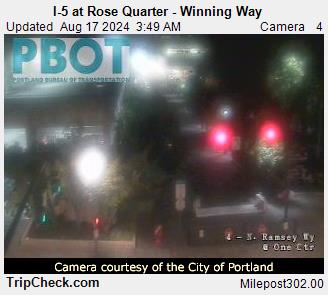 I-5 at Rose Quarter - Winning Way
Updated Aug 17 2024 3:49 AM Camera 4
PBOT
PORTLAND BUREAU OF TRANSPORTATION
4 - N. Ramsey Wy
@ One Ctr
Camera courtesy of the City of Portland
TripCheck.com Milepost302.00